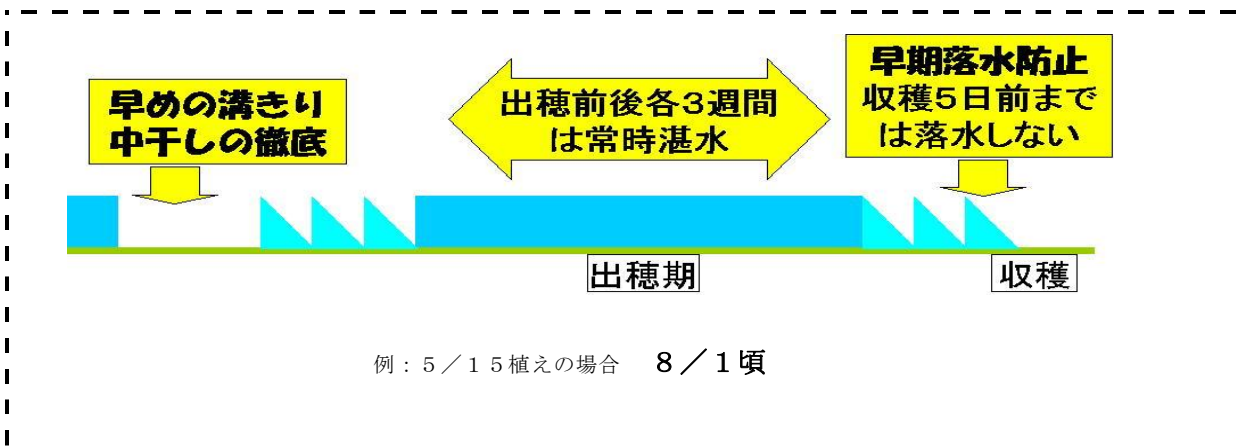 早めの溝きり
中干しの徹底
出穂前後各3週間
は常時湛水
早期落水防止
収穫5日前まで
は落水しない
出穂期
収穫
例：５／１５植えの場合　８／１頃